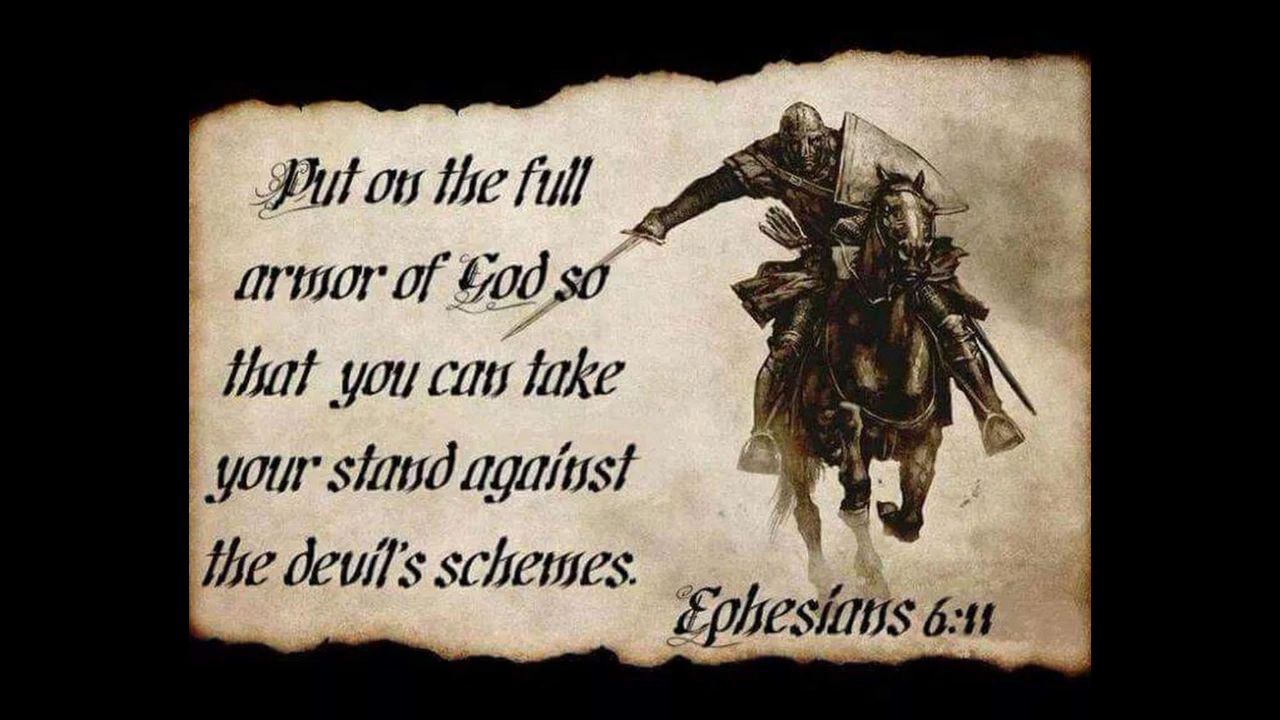 Put on the full
armor of God so
that you can take
your stand against
the devil's schemes.
Ephesians 6:11